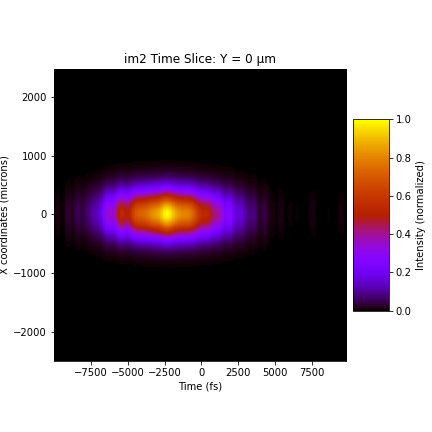 im2 Time Slice: Y = 0 μm
X coordinates (microns)
2000
1000
0
−1000
−2000
−7500 −5000 −2500 0 2500 5000 7500
Time (fs)
1.0
0.8
0.6
0.4
0.2
0.0
Intensity (normalized)